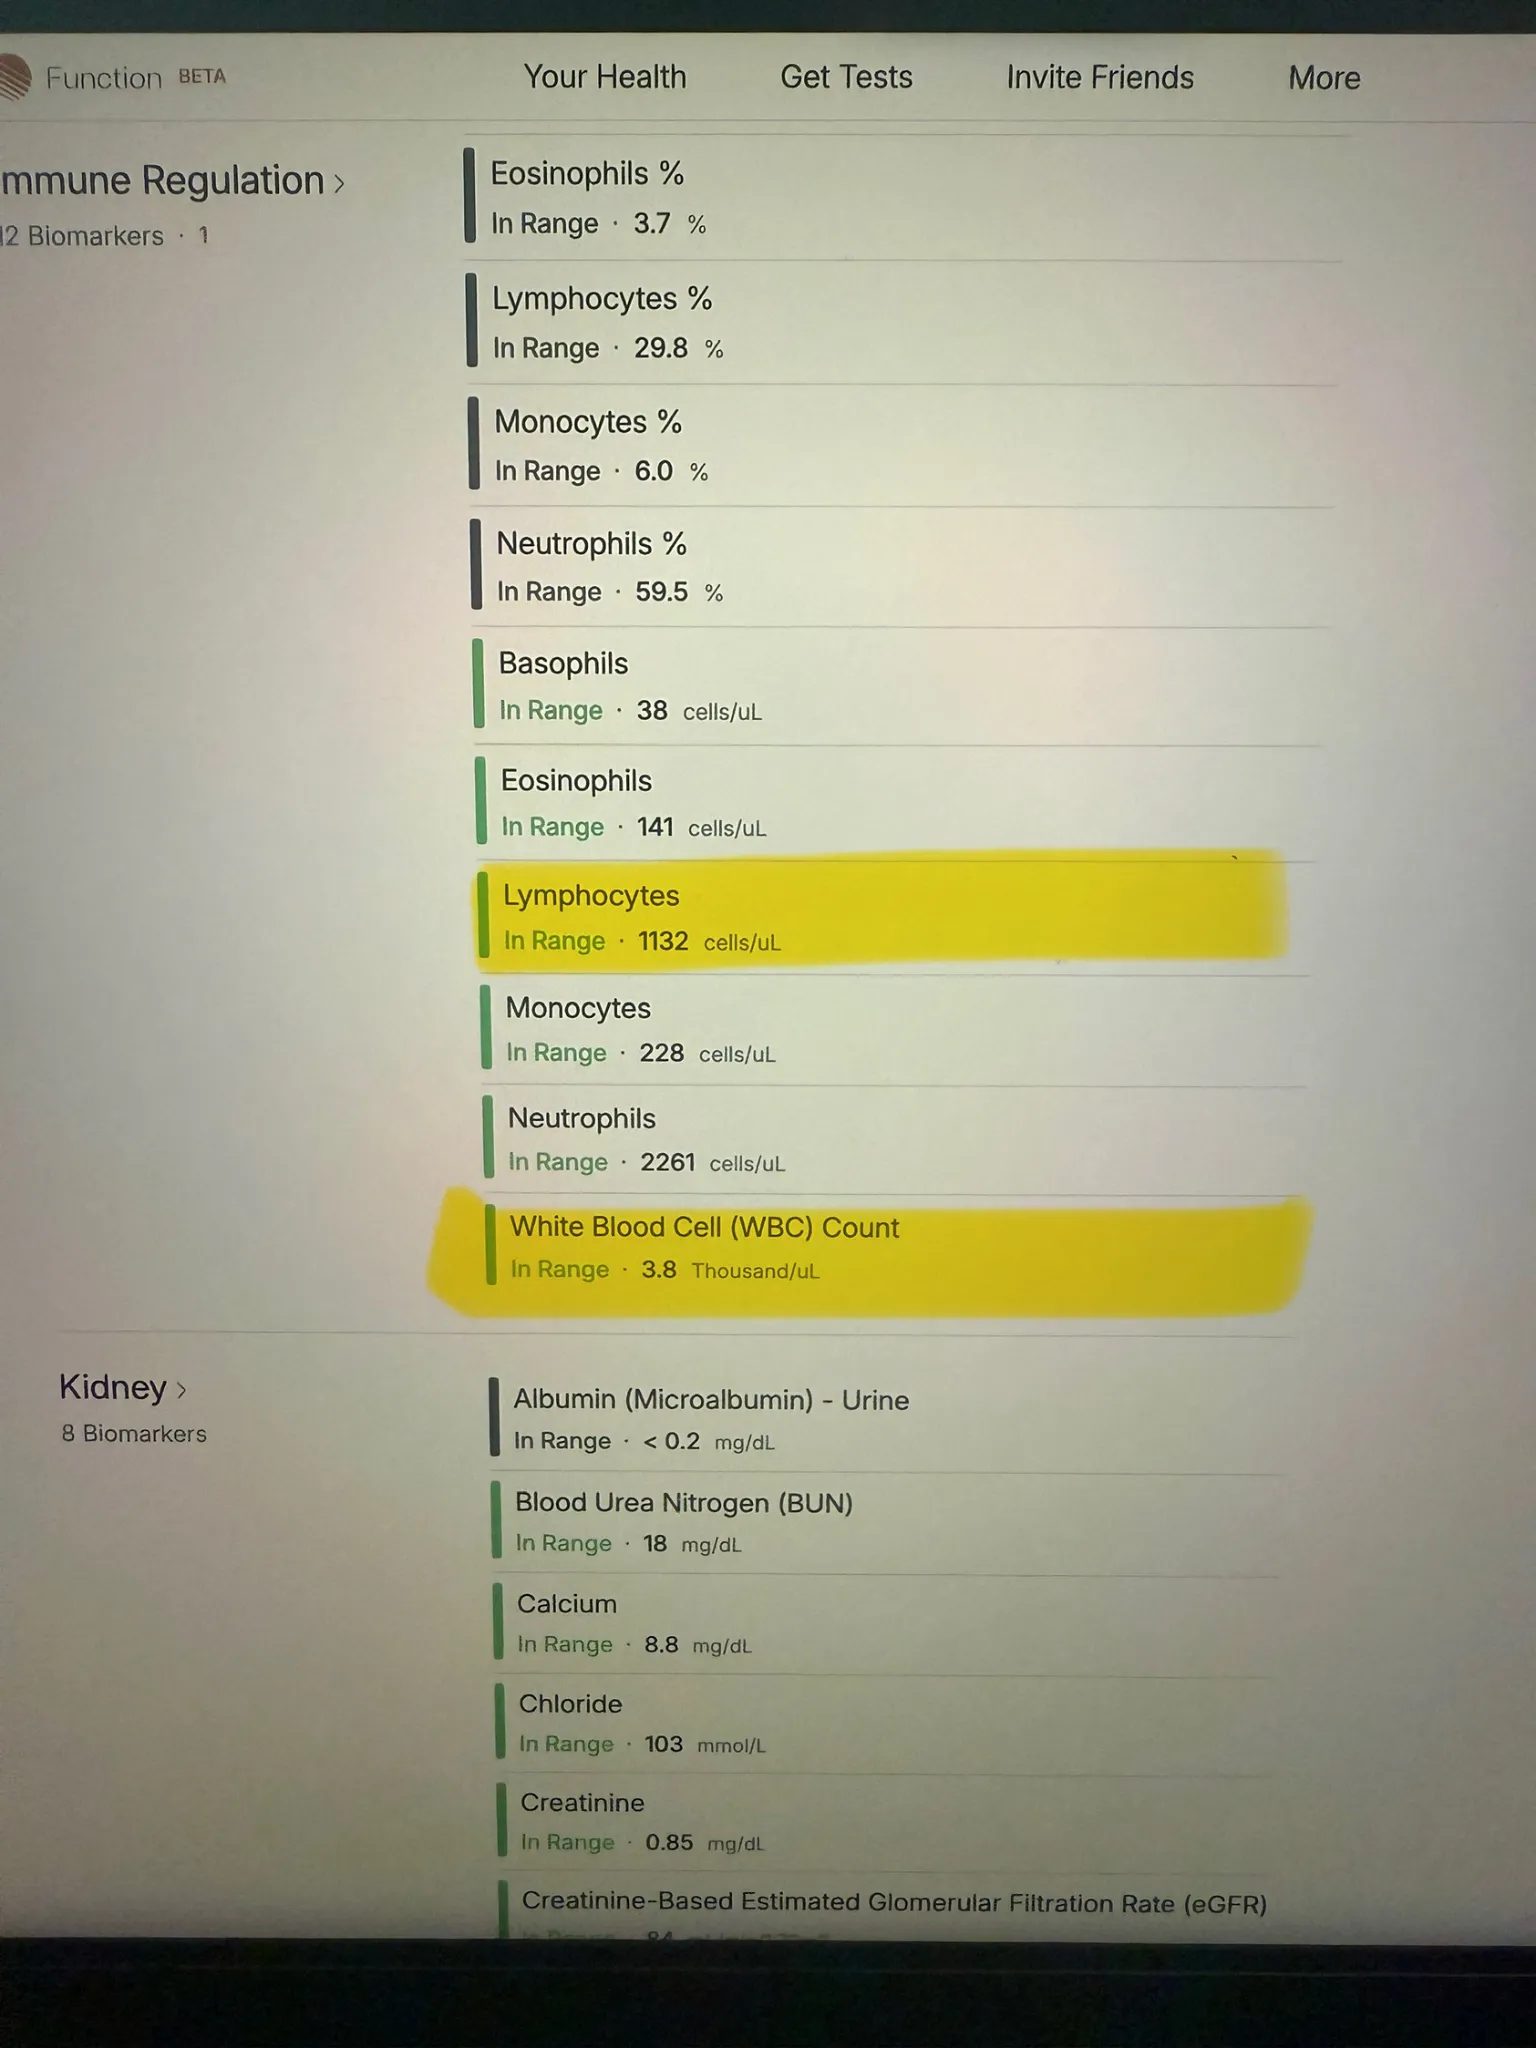 Function BETA
Your Health
Get Tests
Invite Friends
More
mmune Regulation >
12 Biomarkers · 1
Eosinophils %
In Range · 3.7 %
Lymphocytes %
In Range · 29.8 %
Monocytes %
In Range · 6.0 %
Neutrophils %
In Range · 59.5 %
Basophils
In Range · 38 cells/uL
Eosinophils
In Range · 141 cells/uL
Lymphocytes
In Range · 1132 cells/uL
Monocytes
In Range · 228 cells/uL
Neutrophils
In Range · 2261 cells/uL
White Blood Cell (WBC) Count
In Range · 3.8 Thousand/uL
Kidney >
8 Biomarkers
Albumin (Microalbumin) - Urine
In Range · < 0.2 mg/dL
Blood Urea Nitrogen (BUN)
In Range · 18 mg/dL
Calcium
In Range · 8.8 mg/dL
Chloride
In Range · 103 mmol/L
Creatinine
In Range · 0.85 mg/dL
Creatinine-Based Estimated Glomerular Filtration Rate (eGFR)
In Range